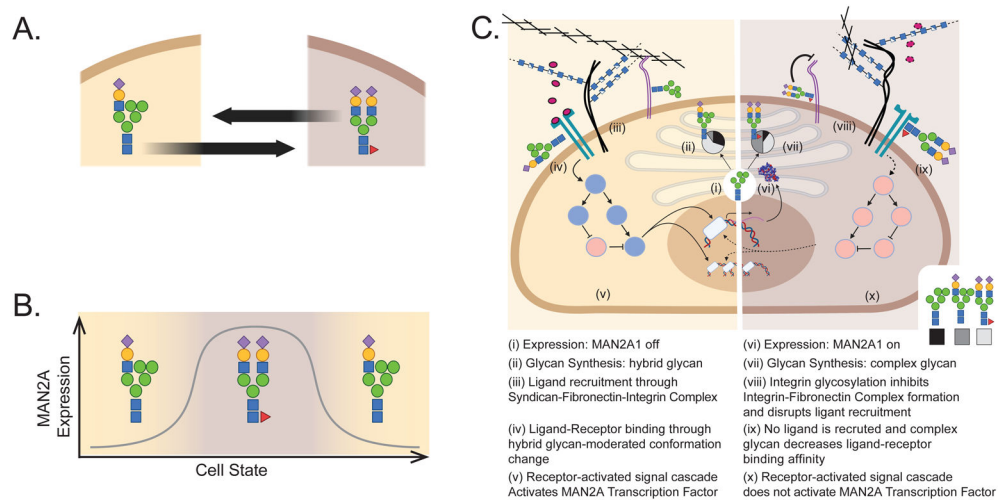 A.
B.
MAN2A
Expression
Cell State
C.
(iii)
(viii)
(ii)
(vii)
(iv)
(ix)
(i)
(vi)
(v)
(x)
(i) Expression: MAN2A1 off
(ii) Glycan Synthesis: hybrid glycan
(iii) Ligand recruitment through
Syndican-Fibronectin-Integrin Complex
(iv) Ligand-Receptor binding through
hybrid glycan-moderated conformation
change
(v) Receptor-activated signal cascade
Activates MAN2A Transcription Factor
(vi) Expression: MAN2A1 on
(vii) Glycan Synthesis: complex glycan
(viii) Integrin glycosylation inhibits
Integrin-Fibronectin Complex formation
and disrupts ligant recruitment
(ix) No ligand is recruted and complex
glycan decreases ligand-receptor
binding affinity
(x) Receptor-activated signal cascade
does not activate MAN2A Transcription Factor